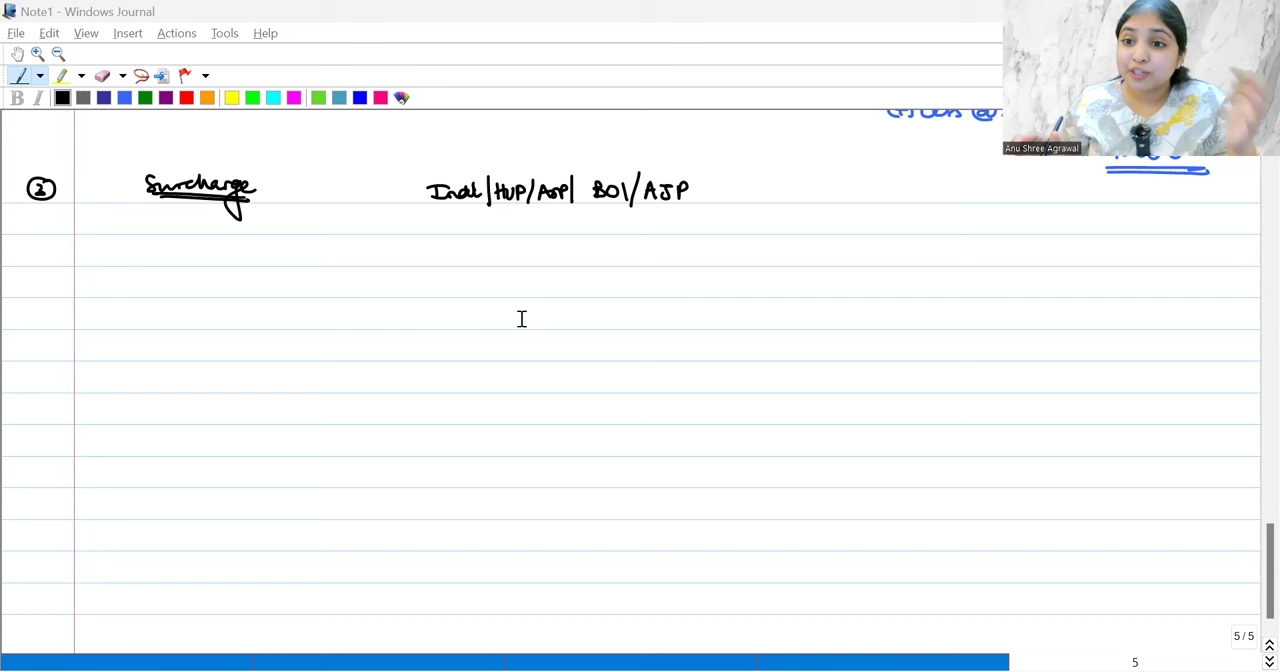 Note1 - Windows Journal
File Edit View Insert Actions Tools Help
B I
Anu Shree Agrawal
② Surcharge Indl|HUF/AOP| BOI/AJP
5 / 5
5